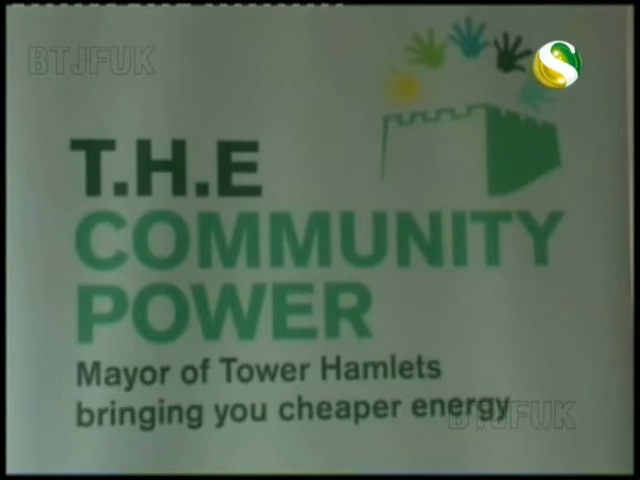 BTJFUK
S
T.H.E
COMMUNITY
POWER
Mayor of Tower Hamlets
bringing you cheaper energy
BTJFUK